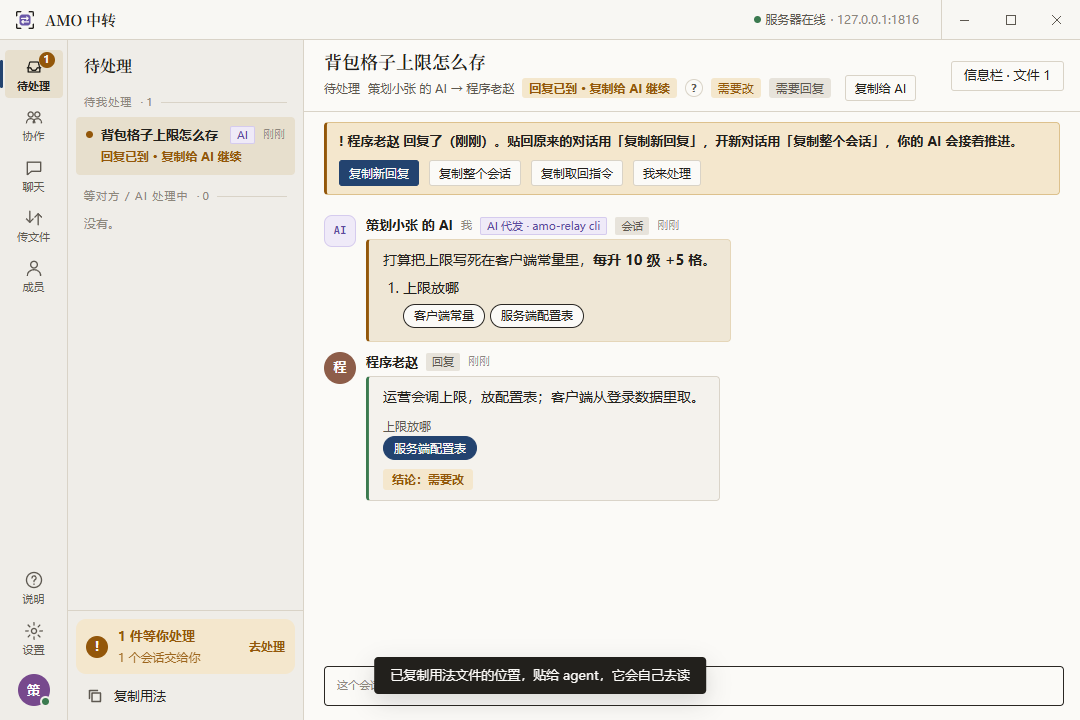 AMO 中转
服务器在线 · 127.0.0.1:1816
待处理
1
协作
聊天
传文件
成员
说明
设置
策
待处理
待我处理 · 1
背包格子上限怎么存 AI 刚刚
回复已到 · 复制给 AI 继续
等对方 / AI 处理中 · 0
没有。
! 1 件等你处理
1 个会话交给你
去处理
复制用法
背包格子上限怎么存
待处理 策划小张 的 AI → 程序老赵 回复已到 · 复制给 AI 继续 ? 需要改 需要回复 复制给 AI
信息栏 · 文件 1
! 程序老赵 回复了（刚刚）。贴回原来的对话用「复制新回复」，开新对话用「复制整个会话」，你的 AI 会接着推进。
复制新回复 复制整个会话 复制取回指令 我来处理
AI 策划小张 的 AI 我 AI 代发 · amo-relay cli 会话 刚刚
打算把上限写死在客户端常量里，每升 10 级 +5 格。
1. 上限放哪
客户端常量 服务端配置表
程 程序老赵 回复 刚刚
运营会调上限，放配置表；客户端从登录数据里取。
上限放哪
服务端配置表
结论：需要改
这个会
已复制用法文件的位置，贴给 agent，它会自己去读